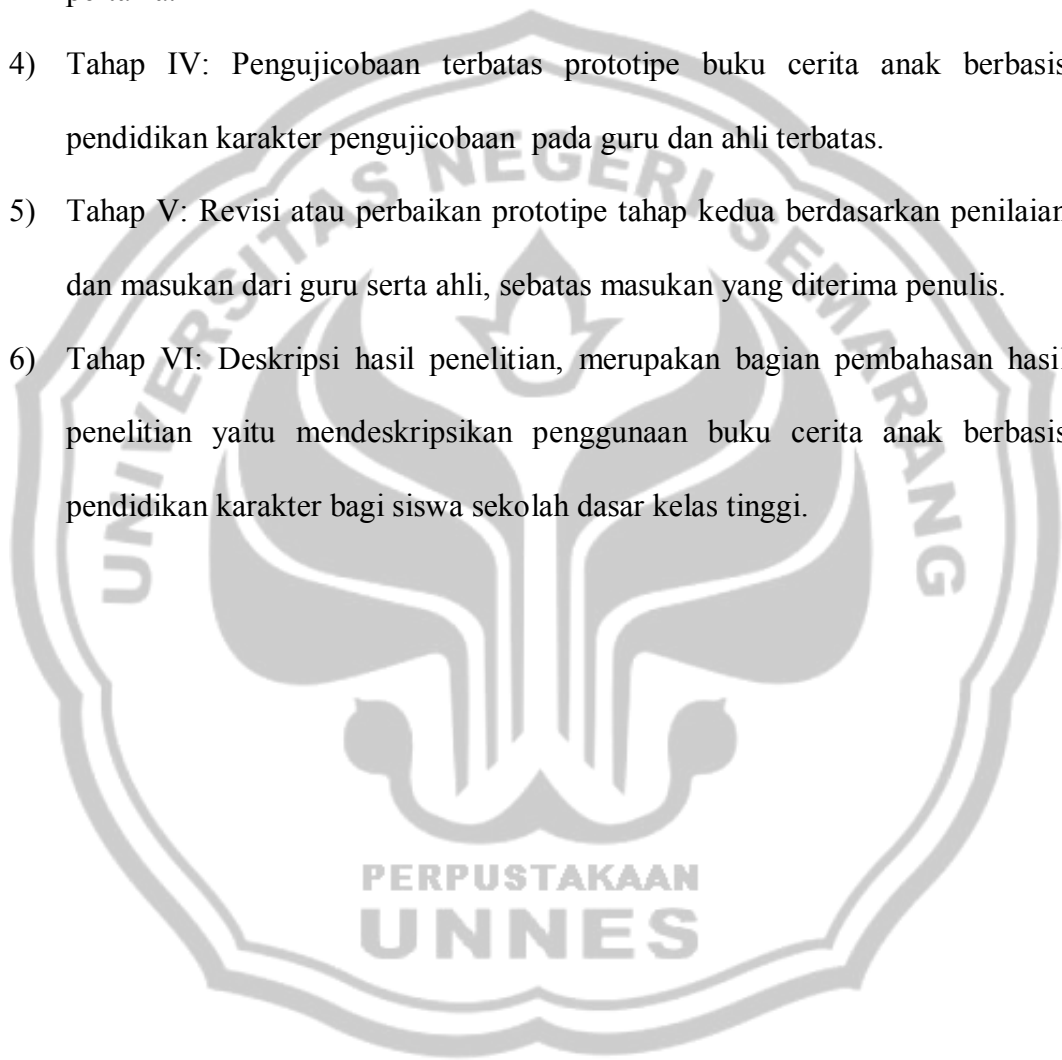 4) Tahap IV: Pengujicobaan terbatas prototipe buku cerita anak berbasis
pendidikan karakter pengujicobaan pada guru dan ahli terbatas.
5) Tahap V: Revisi atau perbaikan prototipe tahap kedua berdasarkan penilaian
dan masukan dari guru serta ahli, sebatas masukan yang diterima penulis.
6) Tahap VI: Deskripsi hasil penelitian, merupakan bagian pembahasan hasil
penelitian yaitu mendeskripsikan penggunaan buku cerita anak berbasis
pendidikan karakter bagi siswa sekolah dasar kelas tinggi.
UNIVERSITAS NEGERI SEMARANG
PERPUSTAKAAN
UNNES